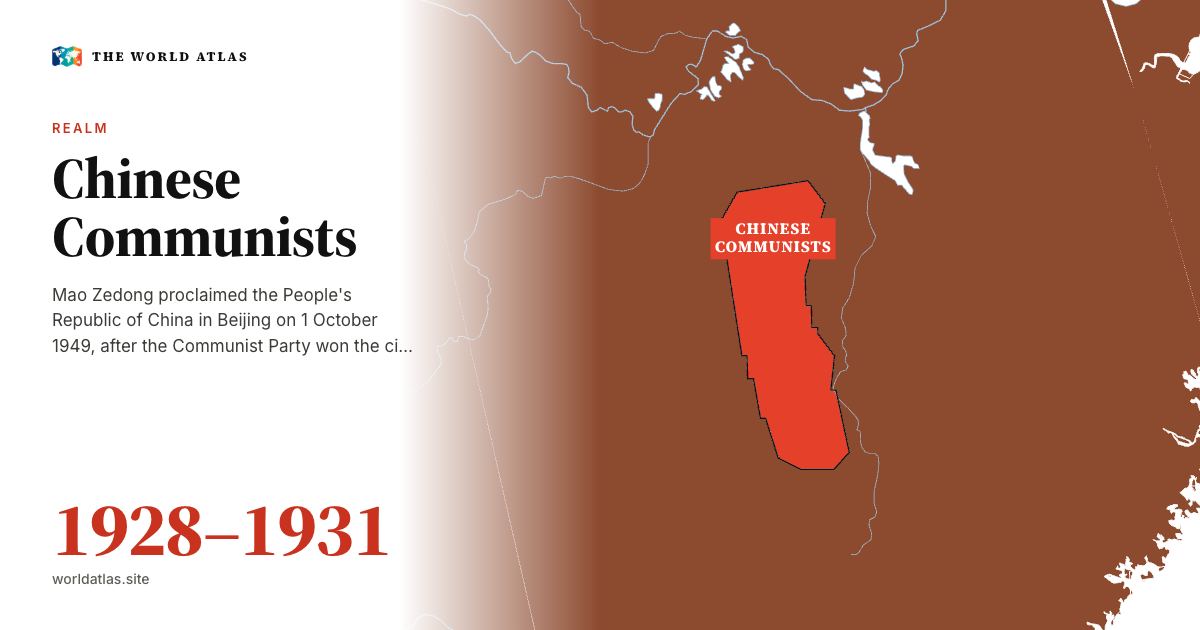 THE WORLD ATLAS
REALM
Chinese
Communists
Mao Zedong proclaimed the People's
Republic of China in Beijing on 1 October
1949, after the Communist Party won the ci...
1928–1931
worldatlas.site
CHINESE
COMMUNISTS